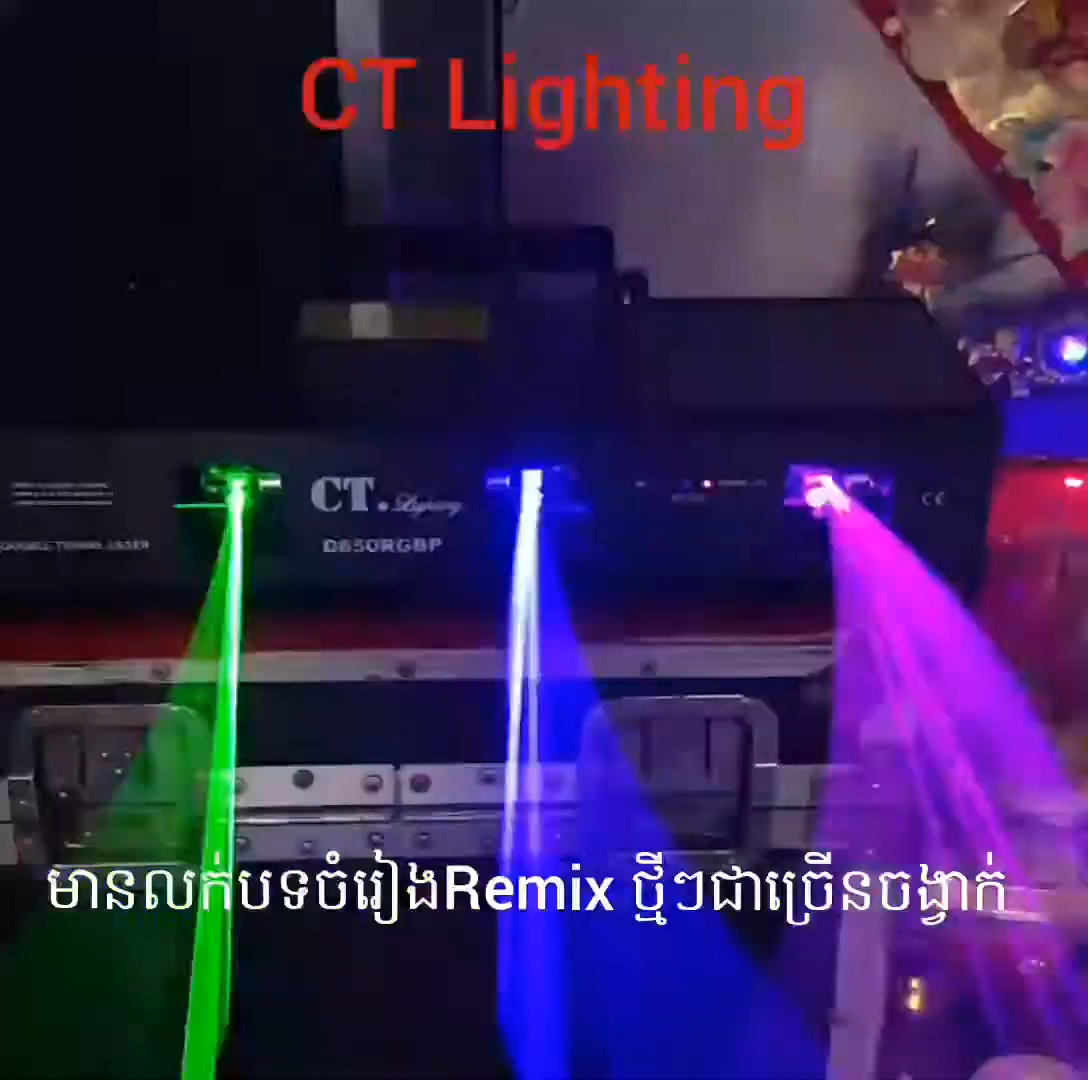 CT Lighting
CT. Lighting
D650RGBP
CE
មានលក់បទចំរៀងRemix ថ្មីៗជាច្រើនចង្វាក់